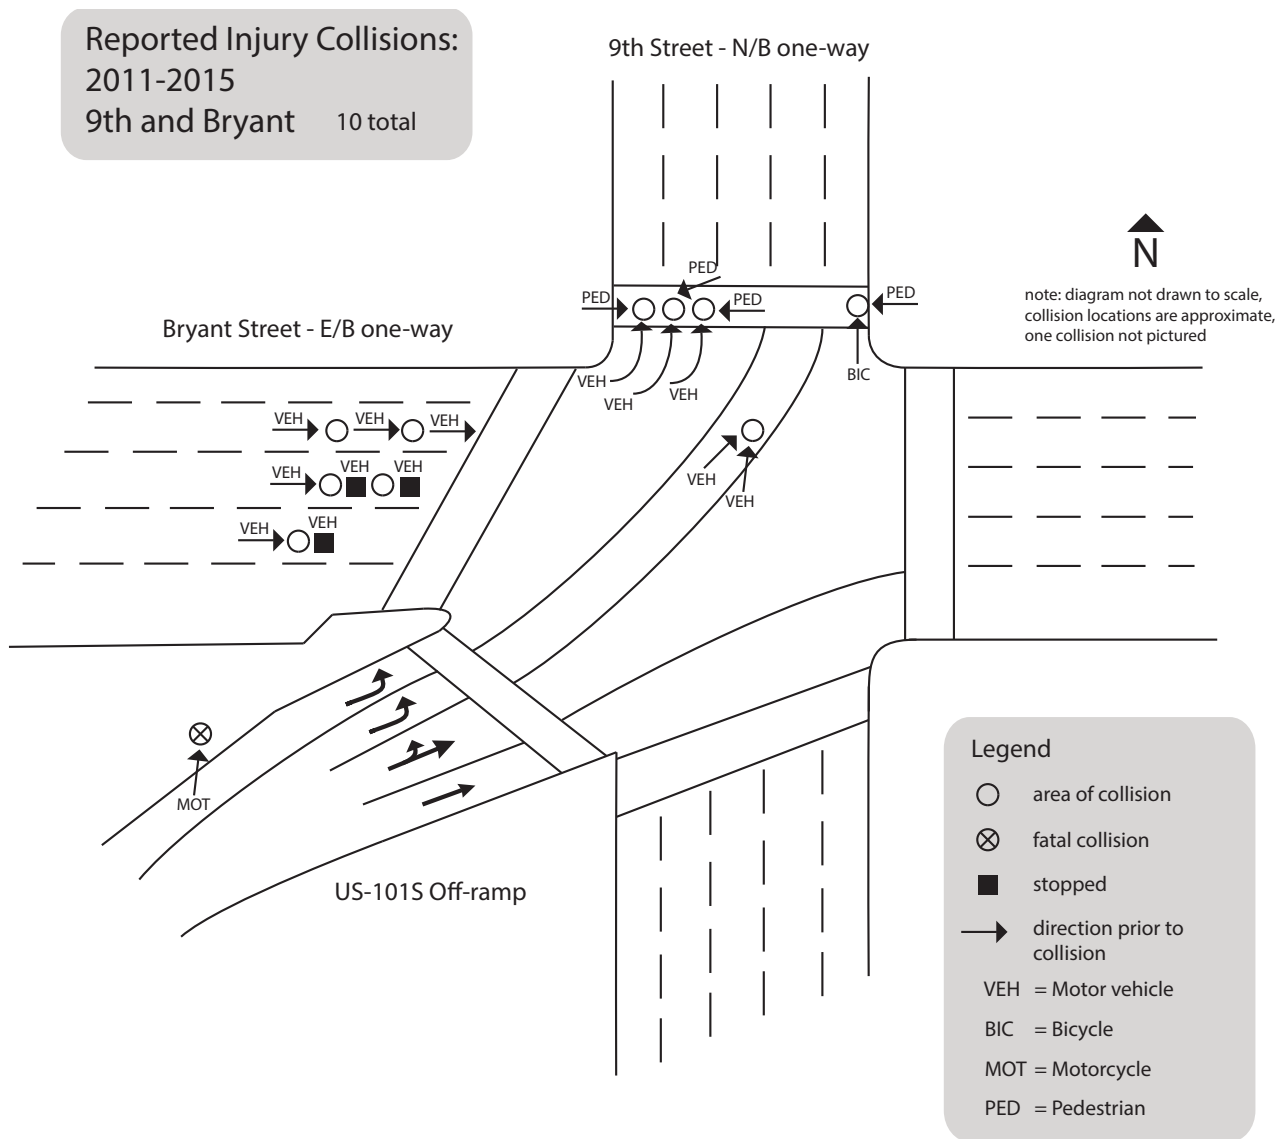 Reported Injury Collisions:
2011-2015
9th and Bryant 10 total
9th Street - N/B one-way
N
note: diagram not drawn to scale,
collision locations are approximate,
one collision not pictured
Bryant Street - E/B one-way
PED
PED
PED
PED
VEH
VEH
VEH
BIC
VEH
VEH
VEH
VEH
VEH
VEH
VEH
VEH
VEH
VEH
MOT
US-101S Off-ramp
Legend
area of collision
fatal collision
stopped
direction prior to
collision
VEH = Motor vehicle
BIC = Bicycle
MOT = Motorcycle
PED = Pedestrian